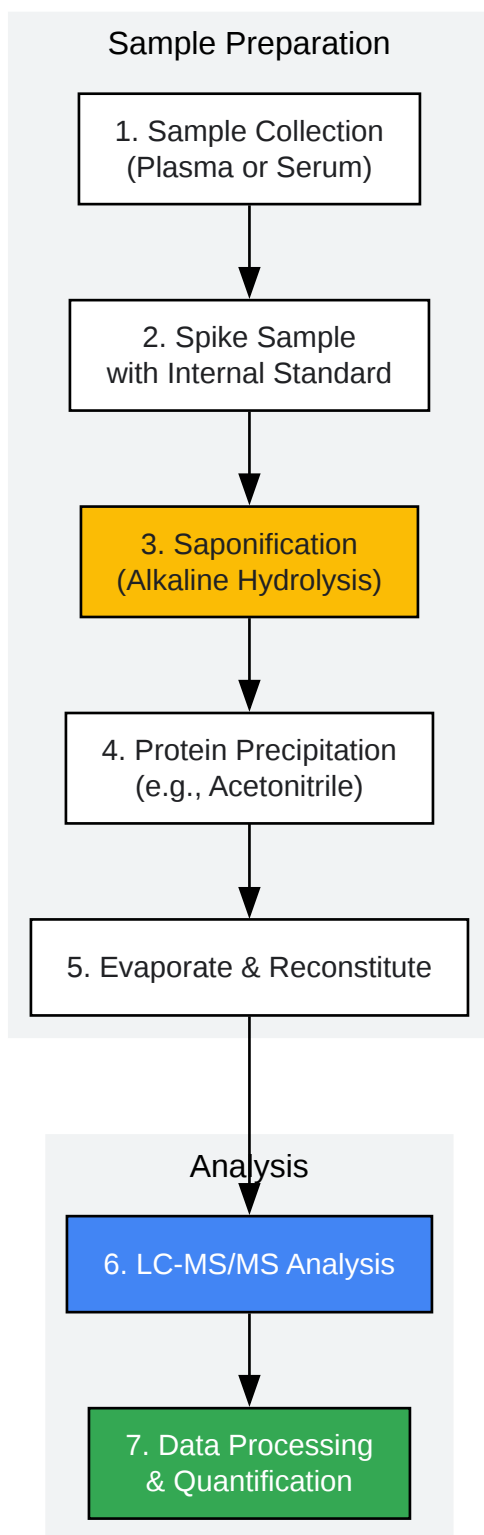 Sample Preparation
1. Sample Collection
(Plasma or Serum)
2. Spike Sample
with Internal Standard
3. Saponification
(Alkaline Hydrolysis)
4. Protein Precipitation
(e.g., Acetonitrile)
5. Evaporate & Reconstitute
Analysis
6. LC-MS/MS Analysis
7. Data Processing
& Quantification